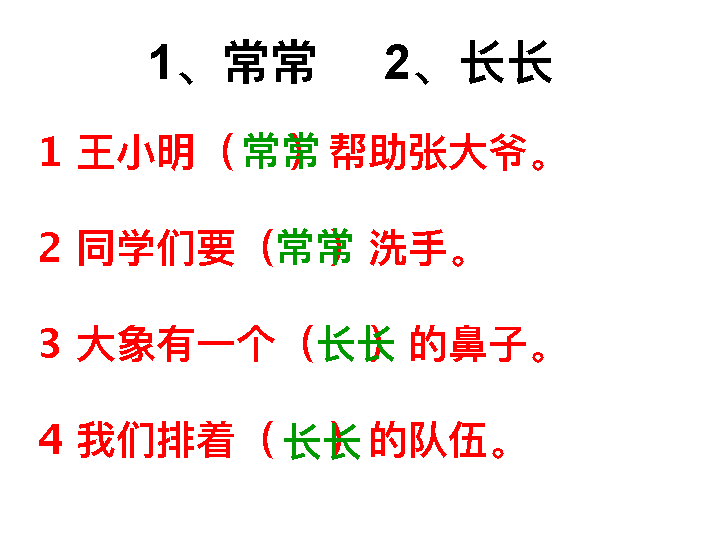 1、常常 2、长长
1 王小明（常常）帮助张大爷。
2 同学们要（常常）洗手。
3 大象有一个（长长）的鼻子。
4 我们排着（长长）的队伍。